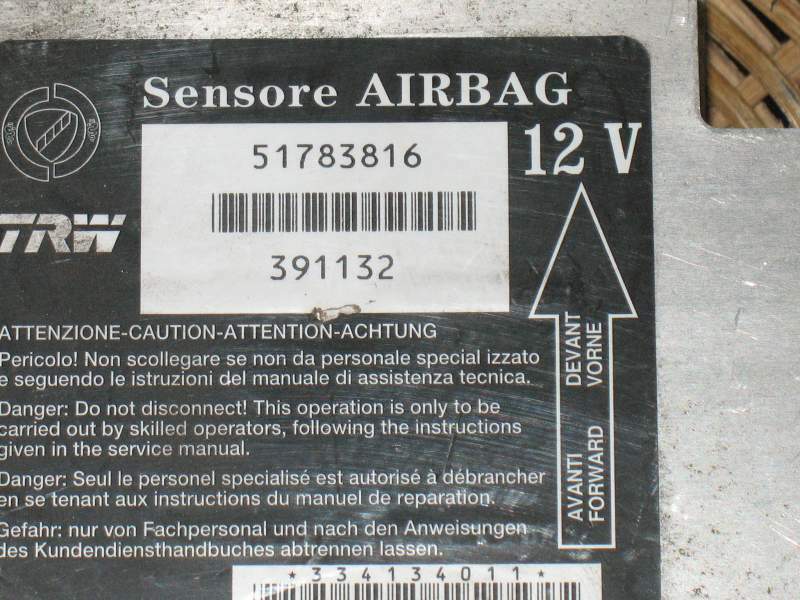 Sensore AIRBAG
51783816
12 V
391132
TRW
ATTENZIONE-CAUTION-ATTENTION-ACHTUNG
Pericolo! Non scollegare se non da personale special izzato
e seguendo le istruzioni del manuale di assistenza tecnica.
Danger: Do not disconnect! This operation is only to be
carried out by skilled operators, following the instructions
given in the service manual.
Danger: Seul le personel specialisé est autorisé à débrancher
en se tenant aux instructions du manuel de reparation.
Gefahr: nur von Fachpersonal und nach den Anweisungen
des Kundendiensthandbuches abtrennen lassen.
AVANTI DEVANT
FORWARD VORNE
*334134011*